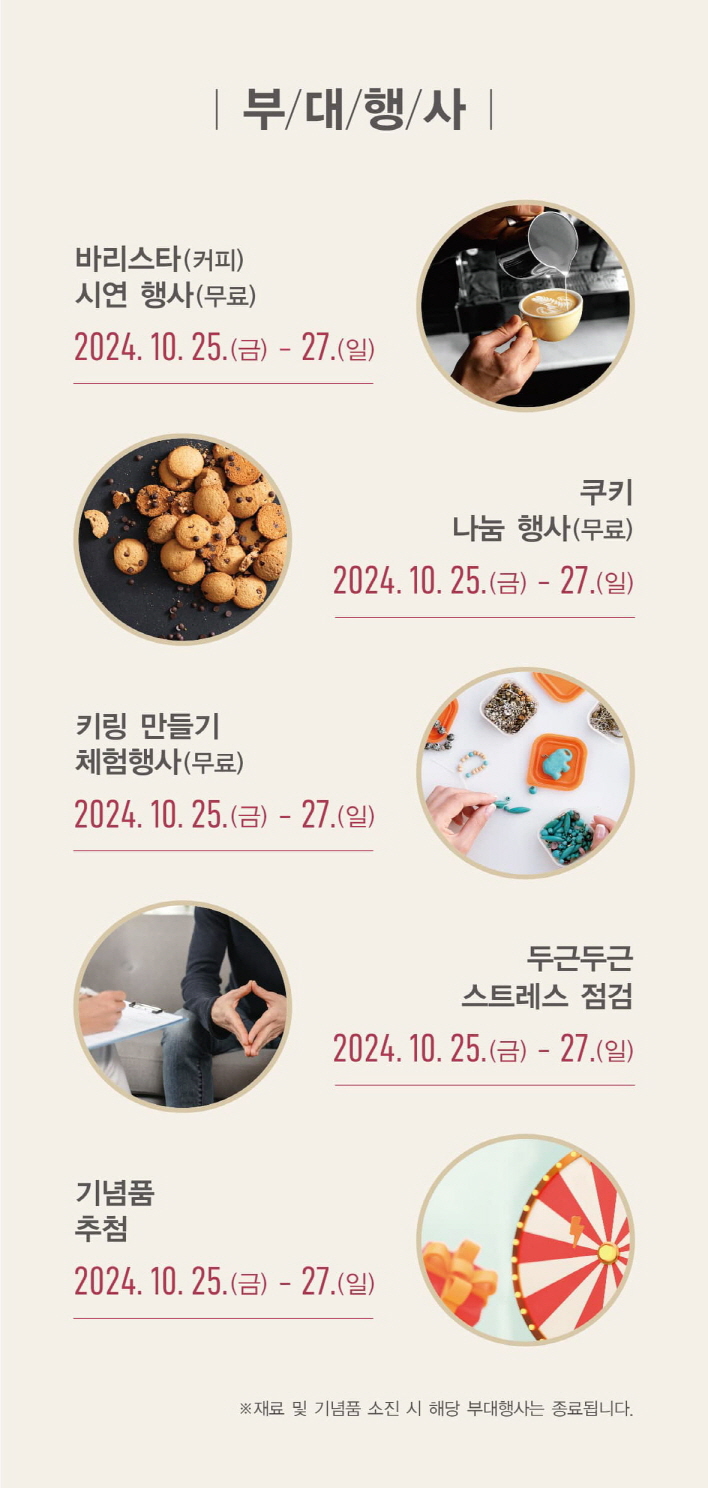 부/대/행/사
바리스타(커피)
시연 행사(무료)
2024. 10. 25.(금) - 27.(일)
쿠키
나눔 행사(무료)
2024. 10. 25.(금) - 27.(일)
키링 만들기
체험행사(무료)
2024. 10. 25.(금) - 27.(일)
두근두근
스트레스 점검
2024. 10. 25.(금) - 27.(일)
기념품
추첨
2024. 10. 25.(금) - 27.(일)
※재료 및 기념품 소진 시 해당 부대행사는 종료됩니다.